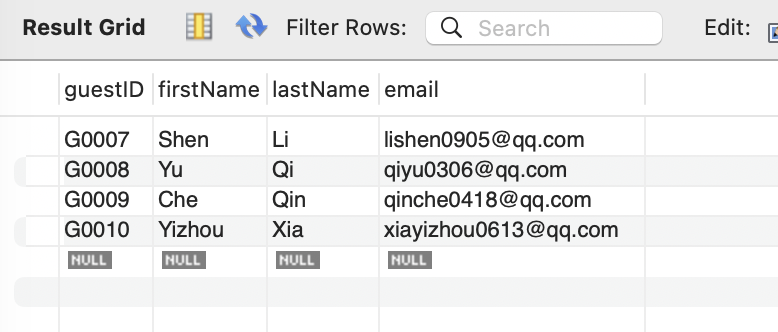 Result Grid Filter Rows: Search Edit:
guestID firstName lastName email
G0007 Shen Li lishen0905@qq.com
G0008 Yu Qi qiyu0306@qq.com
G0009 Che Qin qinche0418@qq.com
G0010 Yizhou Xia xiayizhou0613@qq.com
NULL NULL NULL NULL